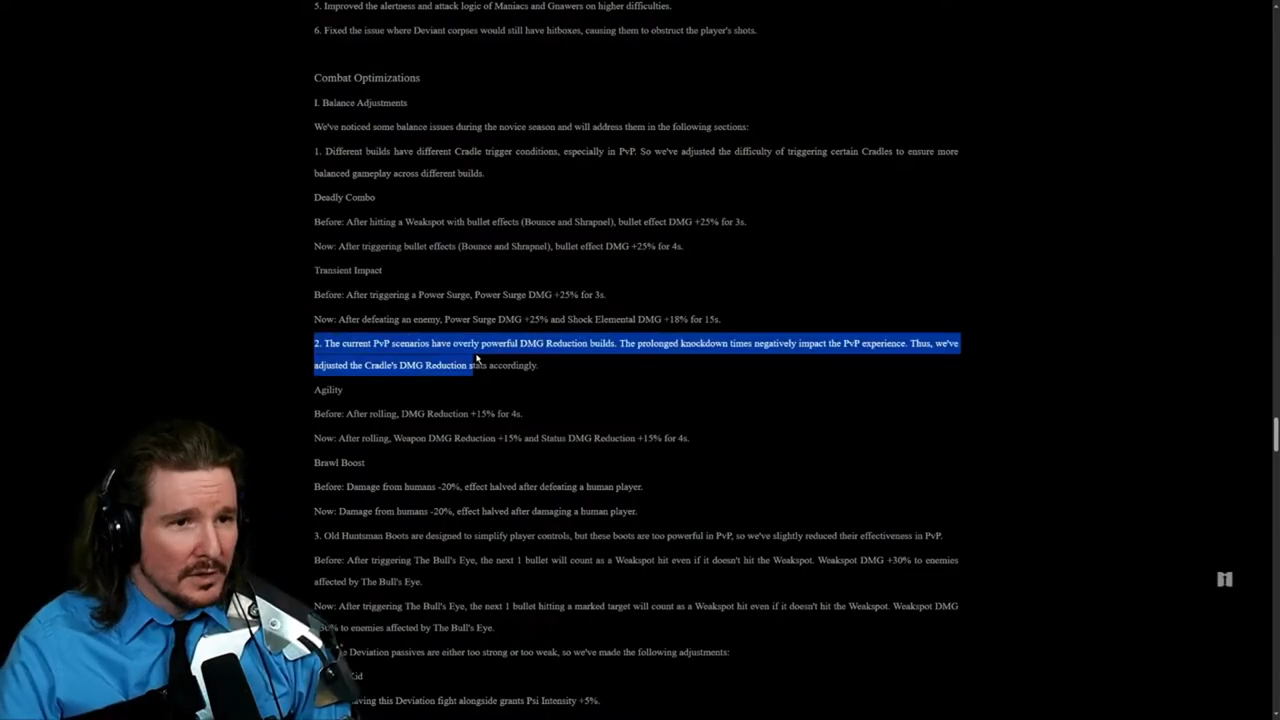 5. Improved the alertness and attack logic of Maniacs and Gnawers on higher difficulties.
6. Fixed the issue where Deviant corpses would still have hitboxes, causing them to obstruct the player's shots.
Combat Optimizations
I. Balance Adjustments
We've noticed some balance issues during the novice season and will address them in the following sections:
1. Different builds have different Cradle trigger conditions, especially in PvP. So we've adjusted the difficulty of triggering certain Cradles to ensure more
balanced gameplay across different builds.
Deadly Combo
Before: After hitting a Weakspot with bullet effects (Bounce and Shrapnel), bullet effect DMG +25% for 3s.
Now: After triggering bullet effects (Bounce and Shrapnel), bullet effect DMG +25% for 4s.
Transient Impact
Before: After triggering a Power Surge, Power Surge DMG +25% for 3s.
Now: After defeating an enemy, Power Surge DMG +25% and Shock Elemental DMG +18% for 15s.
2. The current PvP scenarios have overly powerful DMG Reduction builds. The prolonged knockdown times negatively impact the PvP experience. Thus, we've
adjusted the Cradle's DMG Reduction stats accordingly.
Agility
Before: After rolling, DMG Reduction +15% for 4s.
Now: After rolling, Weapon DMG Reduction +15% and Status DMG Reduction +15% for 4s.
Brawl Boost
Before: Damage from humans -20%, effect halved after defeating a human player.
Now: Damage from humans -20%, effect halved after damaging a human player.
3. Old Huntsman Boots are designed to simplify player controls, but these boots are too powerful in PvP, so we've slightly reduced their effectiveness in PvP.
Before: After triggering The Bull's Eye, the next 1 bullet will count as a Weakspot hit even if it doesn't hit the Weakspot. Weakspot DMG +30% to enemies
affected by The Bull's Eye.
Now: After triggering The Bull's Eye, the next 1 bullet hitting a marked target will count as a Weakspot hit even if it doesn't hit the Weakspot. Weakspot DMG
to enemies affected by The Bull's Eye.
Deviation passives are either too strong or too weak, so we've made the following adjustments:
Kid
this Deviation fight alongside grants Psi Intensity +5%.